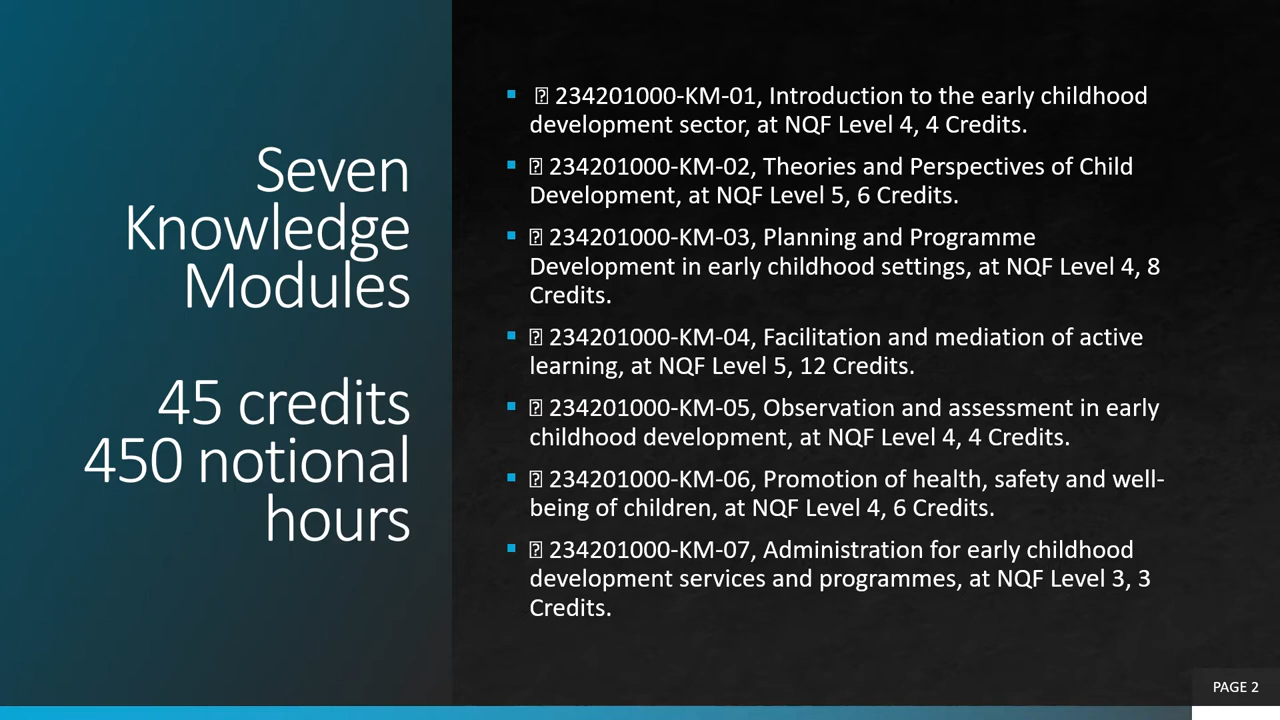 Seven
Knowledge
Modules
45 credits
450 notional
hours
▪ 🯄 234201000-KM-01, Introduction to the early childhood
development sector, at NQF Level 4, 4 Credits.
▪ 🯄 234201000-KM-02, Theories and Perspectives of Child
Development, at NQF Level 5, 6 Credits.
▪ 🯄 234201000-KM-03, Planning and Programme
Development in early childhood settings, at NQF Level 4, 8
Credits.
▪ 🯄 234201000-KM-04, Facilitation and mediation of active
learning, at NQF Level 5, 12 Credits.
▪ 🯄 234201000-KM-05, Observation and assessment in early
childhood development, at NQF Level 4, 4 Credits.
▪ 🯄 234201000-KM-06, Promotion of health, safety and well-
being of children, at NQF Level 4, 6 Credits.
▪ 🯄 234201000-KM-07, Administration for early childhood
development services and programmes, at NQF Level 3, 3
Credits.
PAGE 2